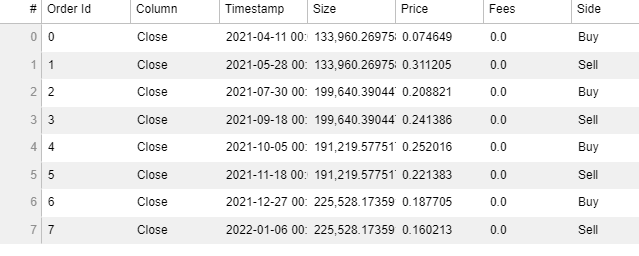 # Order Id Column Timestamp Size Price Fees Side
0 0 Close 2021-04-11 00: 133,960.26975 0.074649 0.0 Buy
1 1 Close 2021-05-28 00: 133,960.26975 0.311205 0.0 Sell
2 2 Close 2021-07-30 00: 199,640.39044 0.208821 0.0 Buy
3 3 Close 2021-09-18 00: 199,640.39044 0.241386 0.0 Sell
4 4 Close 2021-10-05 00: 191,219.57751 0.252016 0.0 Buy
5 5 Close 2021-11-18 00: 191,219.57751 0.221383 0.0 Sell
6 6 Close 2021-12-27 00: 225,528.17359 0.187705 0.0 Buy
7 7 Close 2022-01-06 00: 225,528.17359 0.160213 0.0 Sell